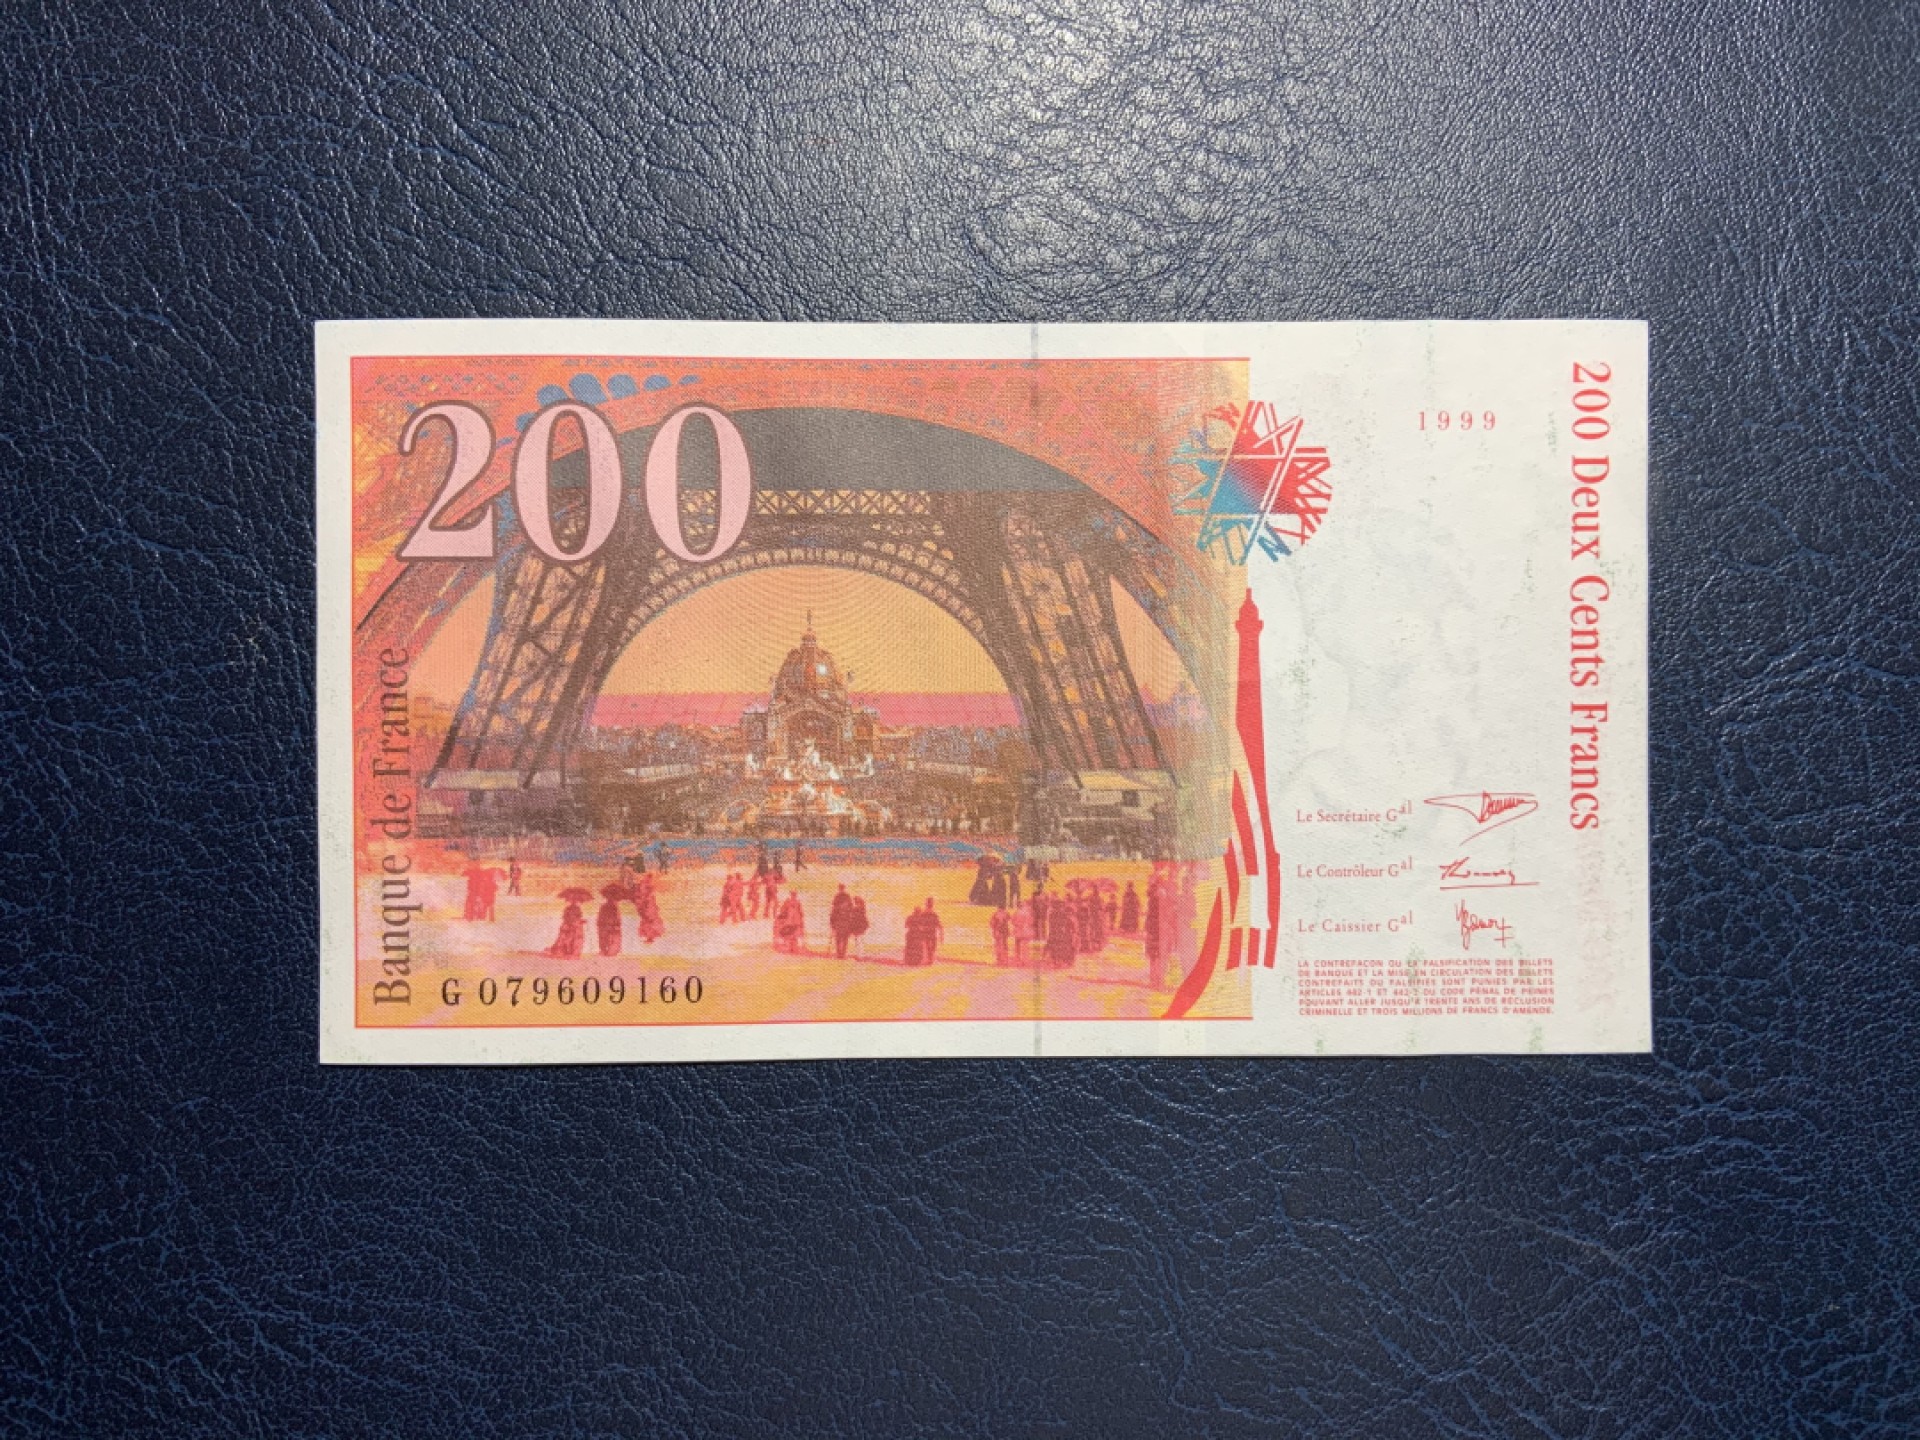 200
1999
200 Deux Cents Francs
Banque de France
Le Secrétaire Gal
Le Contrôleur Gal
Le Caissier Gal
G 079609160
LA CONTREFAÇON OU LA FALSIFICATION DES BILLETS
DE BANQUE ET LA MISE EN CIRCULATION DES BILLETS
CONTREFAITS OU FALSIFIÉS SONT PUNIES PAR LES
ARTICLES 442-1 ET 442-2 DU CODE PÉNAL DE PEINES
POUVANT ALLER JUSQU'À TRENTE ANS DE RÉCLUSION
CRIMINELLE ET TROIS MILLIONS DE FRANCS D'AMENDE.